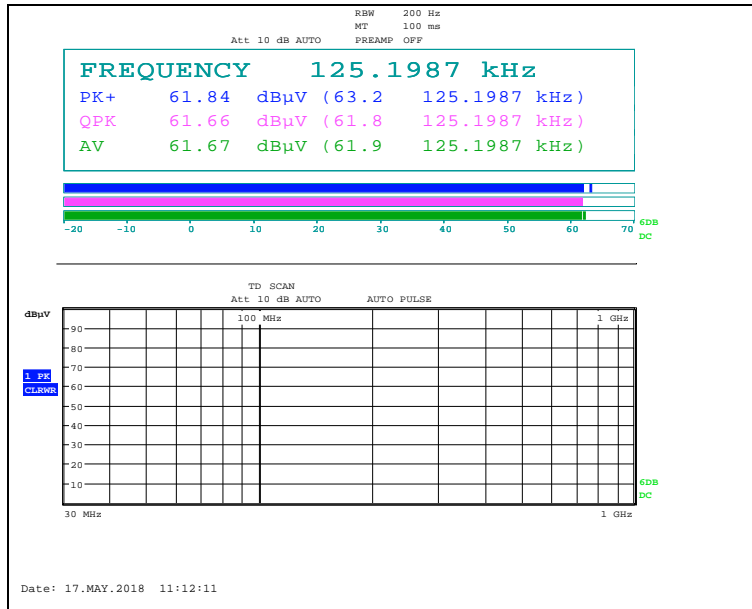 RBW 200 Hz
MT 100 ms
Att 10 dB AUTO PREAMP OFF
FREQUENCY 125.1987 kHz
PK+ 61.84 dBµV (63.2 125.1987 kHz)
QPK 61.66 dBµV (61.8 125.1987 kHz)
AV 61.67 dBµV (61.9 125.1987 kHz)
-20 -10 0 10 20 30 40 50 60 70
6DB
DC
TD SCAN
Att 10 dB AUTO AUTO PULSE
dBµV
100 MHz 1 GHz
90
80
70
1 PK
60
CLRWR
50
40
30
20
10
6DB
DC
30 MHz 1 GHz
Date: 17.MAY.2018 11:12:11